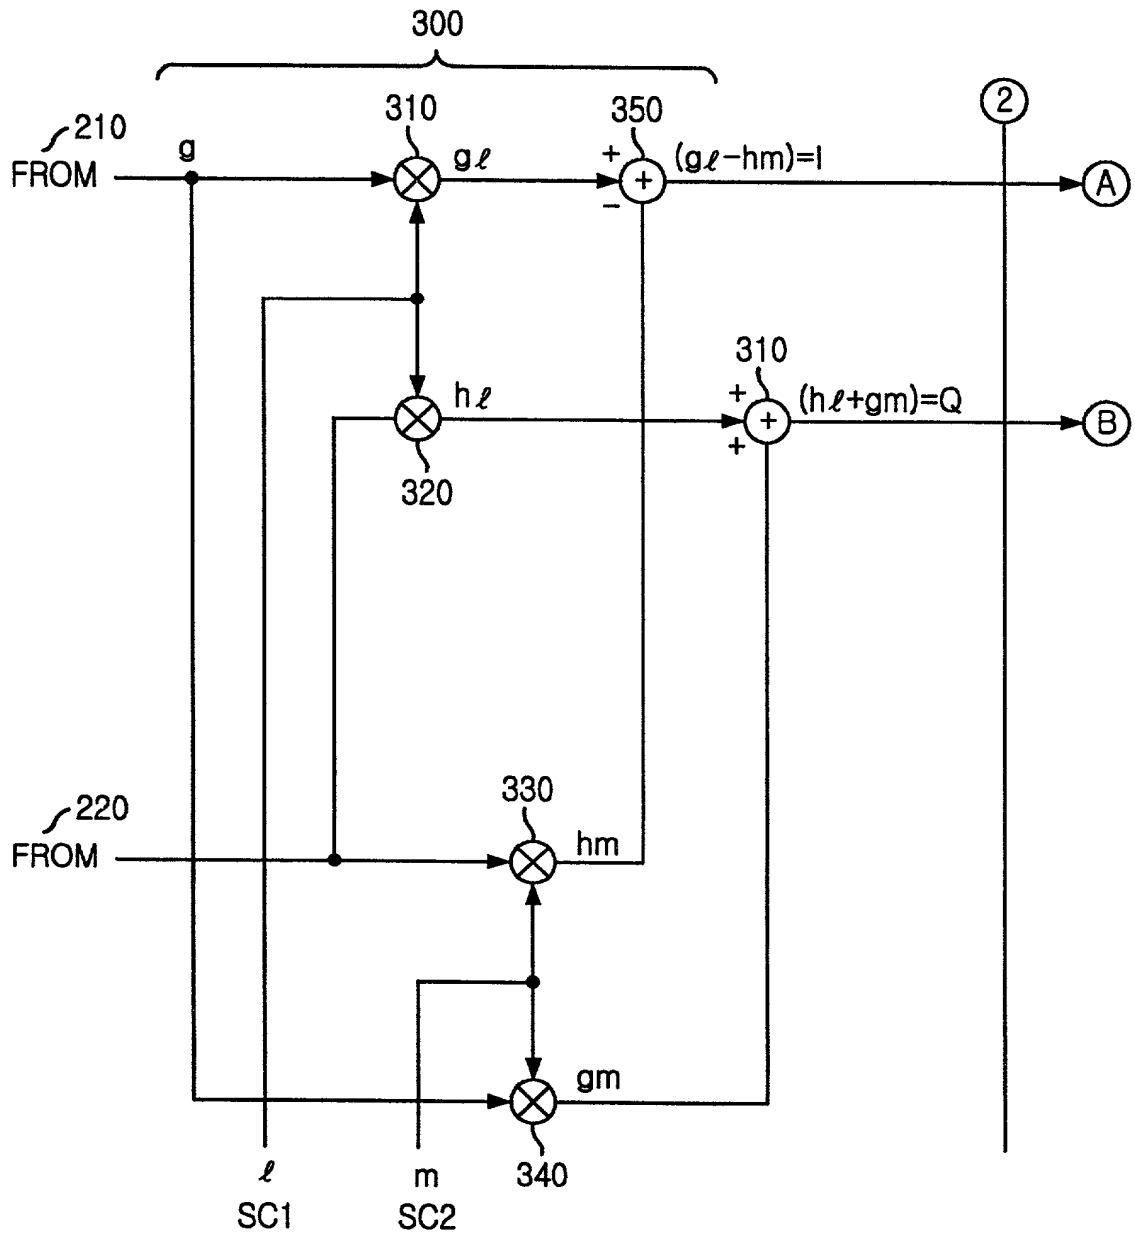 300
210
FROM
g
310
gℓ
350
+
−
+
(gℓ−hm)=I
2
A
310
hℓ
+
+
+
(hℓ+gm)=Q
B
320
220
FROM
330
hm
gm
340
ℓ
SC1
m
SC2